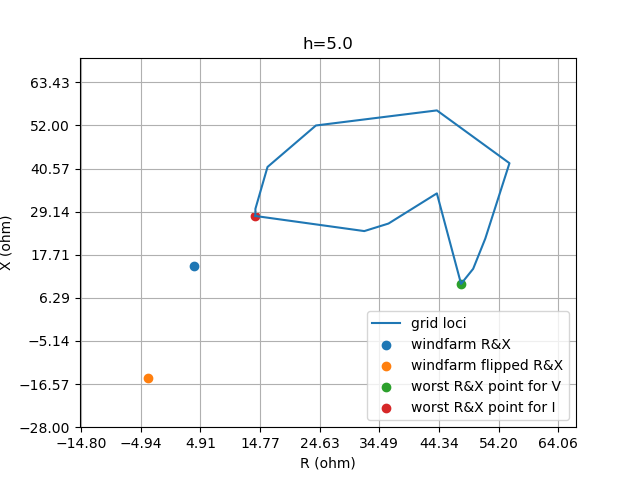 h=5.0
63.43
52.00
40.57
29.14
17.71
6.29
−5.14
−16.57
−28.00
X (ohm)
grid loci
windfarm R&X
windfarm flipped R&X
worst R&X point for V
worst R&X point for I
−14.80 −4.94 4.91 14.77 24.63 34.49 44.34 54.20 64.06
R (ohm)